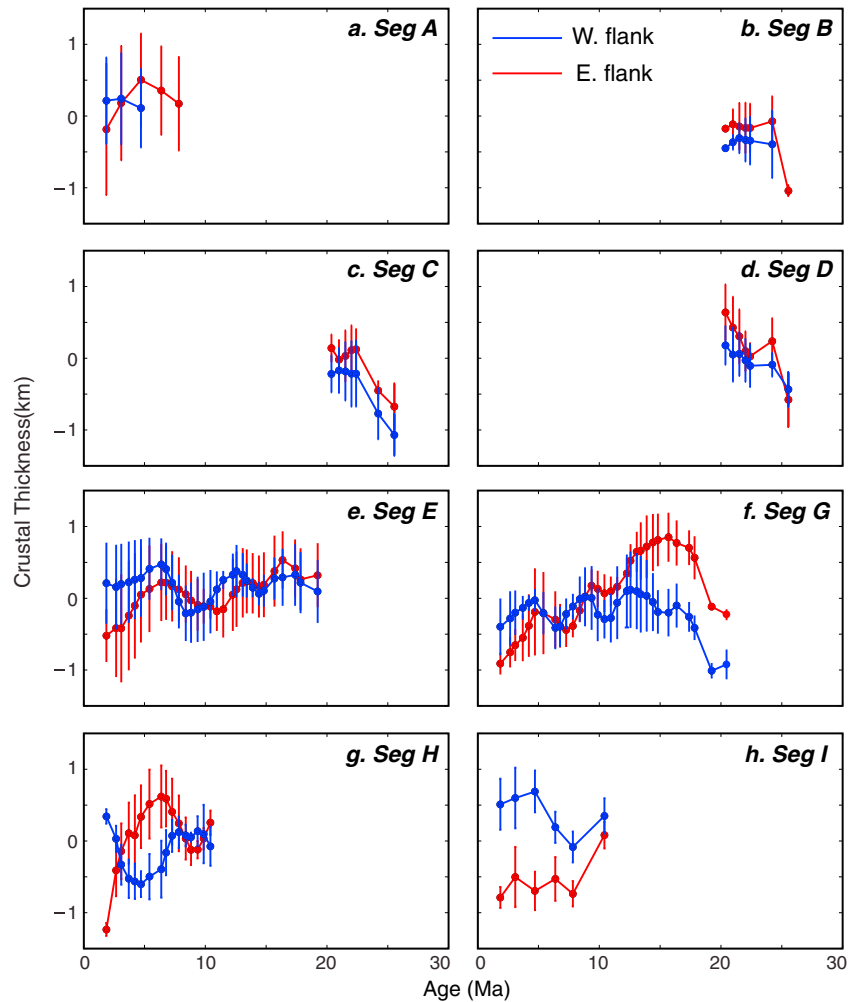 a. Seg A
b. Seg B
W. flank
E. flank
1
0
−1
c. Seg C
d. Seg D
1
0
−1
Crustal Thickness(km)
e. Seg E
f. Seg G
1
0
−1
g. Seg H
h. Seg I
1
0
−1
0 10 20 30 0 10 20 30
Age (Ma)